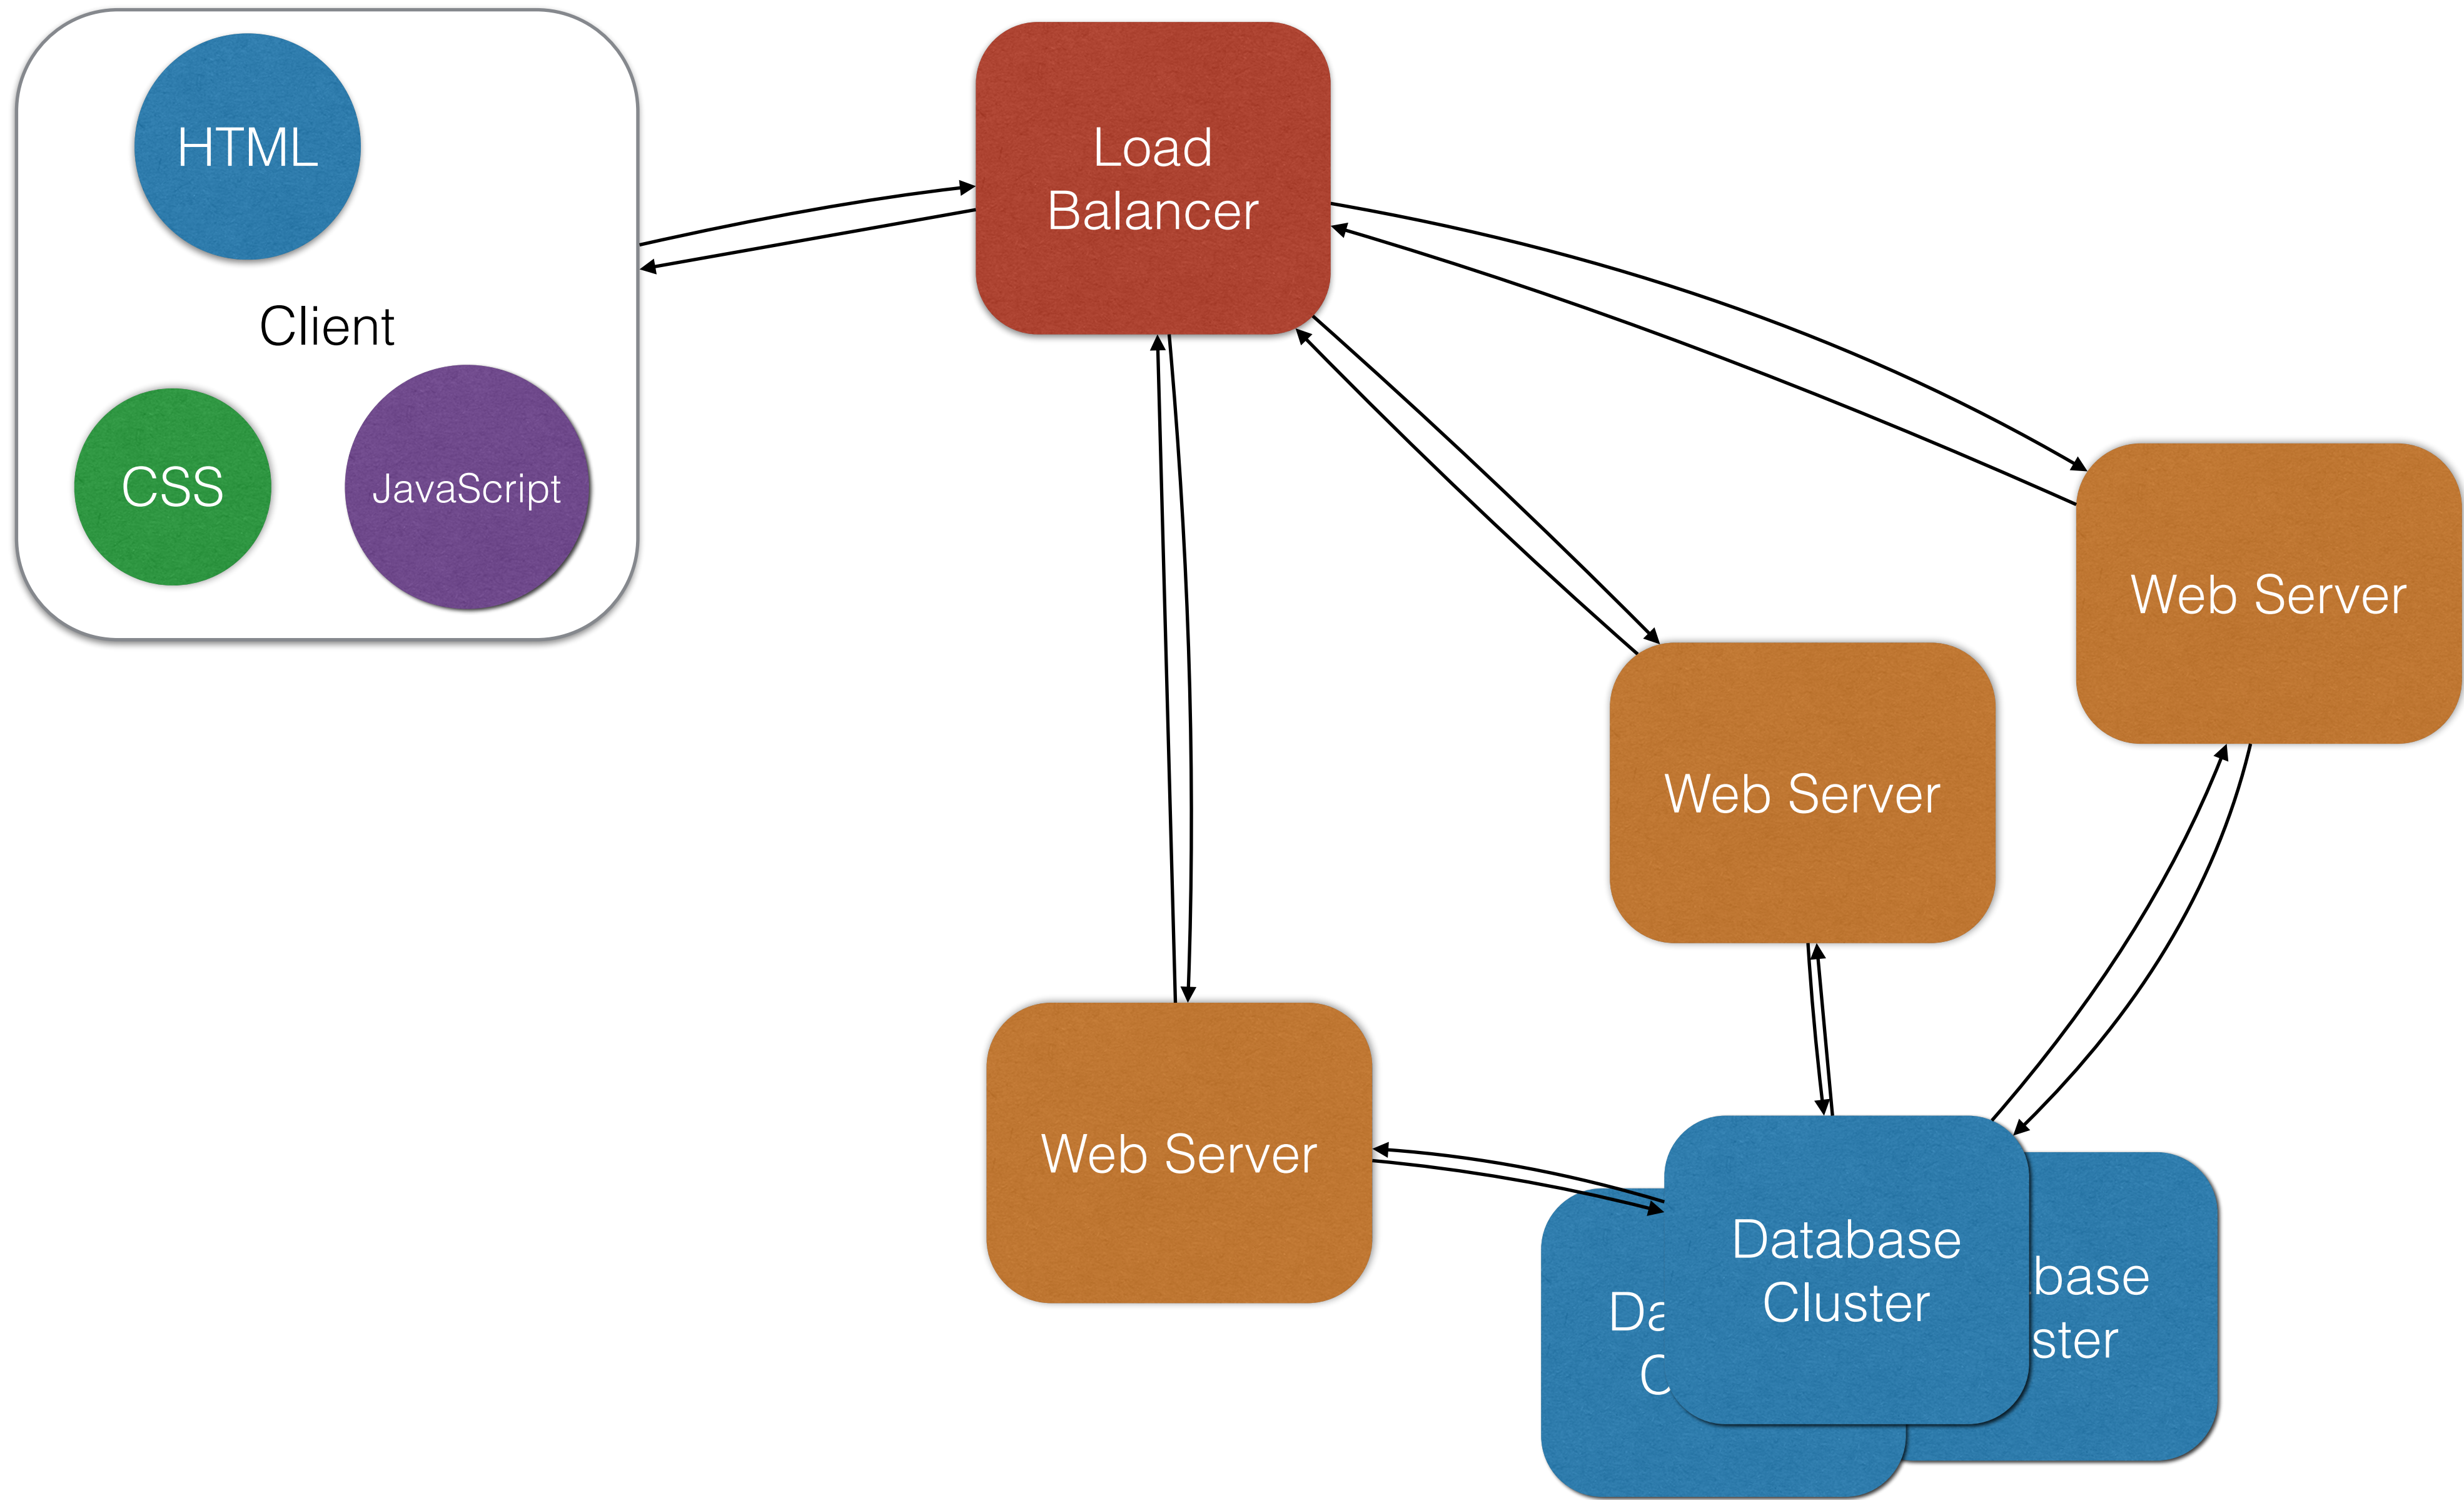 HTML
Client
CSS
JavaScript
Load
Balancer
Web Server
Web Server
Web Server
Database
Cluster